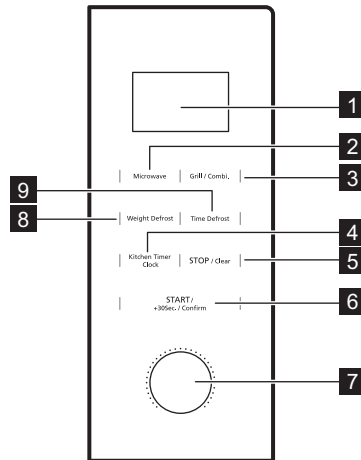 1
2
Microwave
Grill / Combi.
3
9
8
Weight Defrost
Time Defrost
4
Kitchen Timer
Clock
STOP / Clear
5
START /
+30Sec. / Confirm
6
7